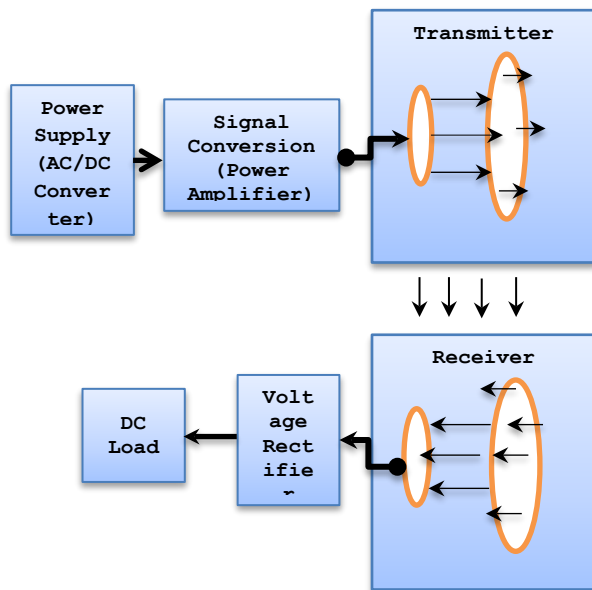 Transmitter
Power
Supply
(AC/DC
Conver
ter)
Signal
Conversion
(Power
Amplifier)
Receiver
DC
Load
Volt
age
Rect
ifie
r